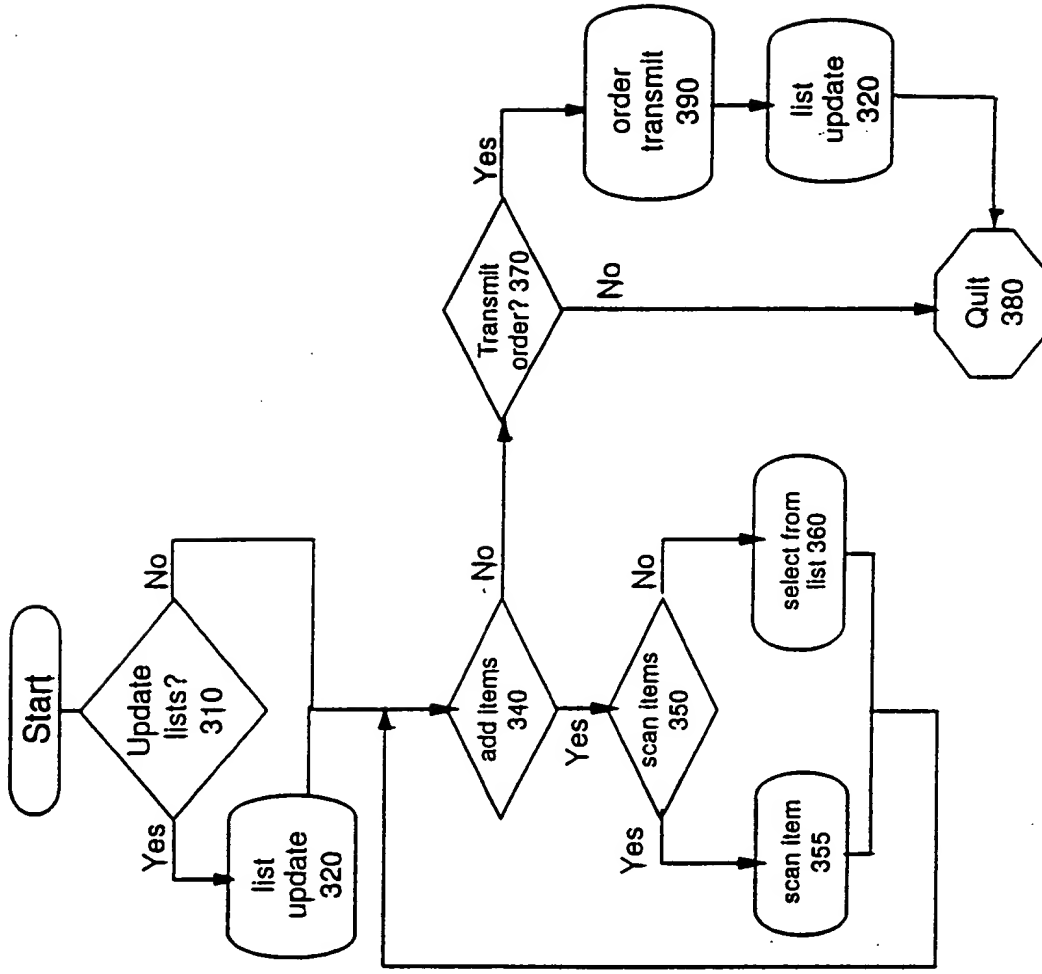 Start
Update
lists?
310
Yes
No
list
update
320
add items
340
No
Yes
scan items
350
Yes
No
scan item
355
select from
list 360
Transmit
order? 370
Yes
No
order
transmit
390
list
update
320
Quit
380